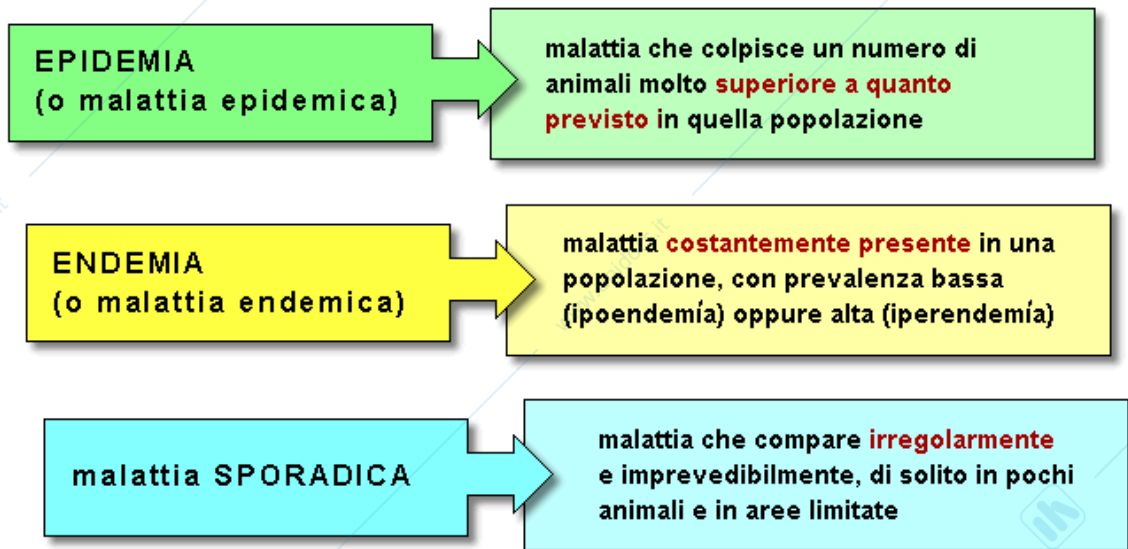 EPIDEMIA
(o malattia epidemica)
malattia che colpisce un numero di
animali molto superiore a quanto
previsto in quella popolazione
ENDEMIA
(o malattia endemica)
malattia costantemente presente in una
popolazione, con prevalenza bassa
(ipoendemía) oppure alta (iperendemía)
malattia SPORADICA
malattia che compare irregolarmente
e imprevedibilmente, di solito in pochi
animali e in aree limitate